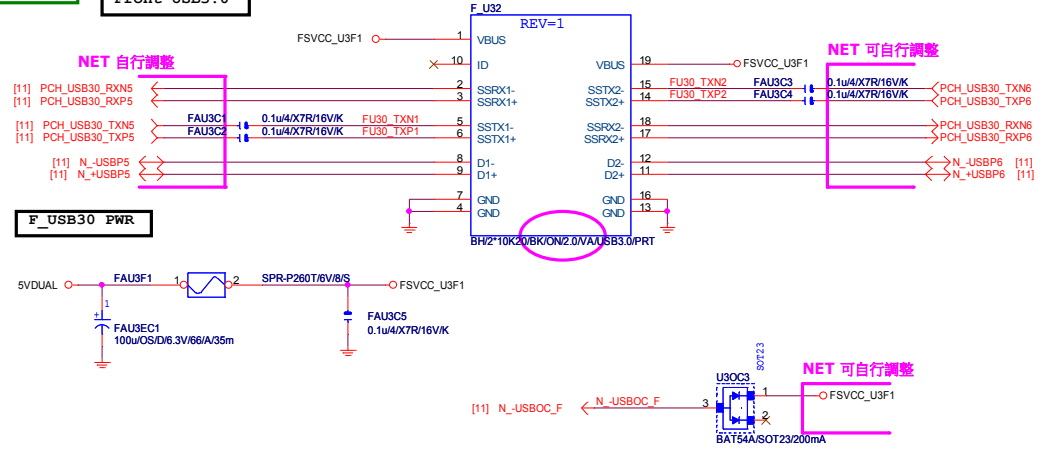 Front USB3.0
F_U32
REV=1
FSVCC_U3F1
1
VBUS
10
ID
VBUS
19
FSVCC_U3F1
NET 自行調整
NET 可自行調整
[11] PCH_USB30_RXN5
2
SSRX1-
[11] PCH_USB30_RXP5
3
SSRX1+
SSTX2-
15
FU30_TXN2
FAU3C3
0.1u/4/X7R/16V/K
PCH_USB30_TXN6
SSTX2+
14
FU30_TXP2
FAU3C4
0.1u/4/X7R/16V/K
PCH_USB30_TXP6
[11] PCH_USB30_TXN5
FAU3C1
0.1u/4/X7R/16V/K
FU30_TXN1
5
SSTX1-
[11] PCH_USB30_TXP5
FAU3C2
0.1u/4/X7R/16V/K
FU30_TXP1
6
SSTX1+
SSRX2-
18
PCH_USB30_RXN6
SSRX2+
17
PCH_USB30_RXP6
[11] N_-USBP5
8
D1-
[11] N_+USBP5
9
D1+
D2-
12
N_-USBP6 [11]
D2+
11
N_+USBP6 [11]
7
GND
4
GND
GND
16
GND
13
BH/2*10K20/BK/ON/2.0/VA/USB3.0/PRT
F_USB30 PWR
5VDUAL
FAU3F1
1
2
SPR-P260T/6V/8/S
FSVCC_U3F1
1
+
FAU3EC1
100u/OS/D/6.3V/66/A/35m
FAU3C5
0.1u/4/X7R/16V/K
SOT23
U3OC3
NET 可自行調整
[11] N_-USBOC_F
N_-USBOC_F
3
1
FSVCC_U3F1
2
BAT54A/SOT23/200mA